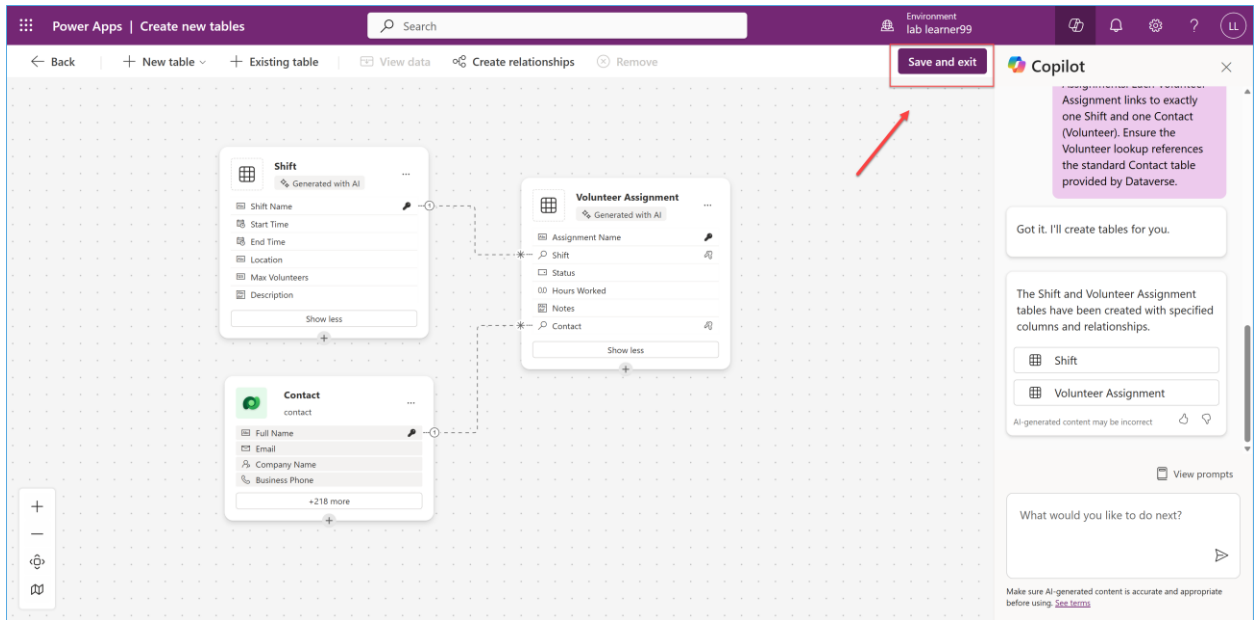 Power Apps | Create new tables
Search
Environment
lab learner99
?
LL
Back
New table
Existing table
View data
Create relationships
Remove
Save and exit
Shift
Generated with AI
Shift Name
Start Time
End Time
Location
Max Volunteers
Description
Show less
Volunteer Assignment
Generated with AI
Assignment Name
Shift
Status
0.0 Hours Worked
Notes
Contact
Show less
Contact
contact
Full Name
Email
Company Name
Business Phone
+218 more
1
1
Copilot
Assignments. Each Volunteer
Assignment links to exactly
one Shift and one Contact
(Volunteer). Ensure the
Volunteer lookup references
the standard Contact table
provided by Dataverse.
Got it. I'll create tables for you.
The Shift and Volunteer Assignment
tables have been created with specified
columns and relationships.
Shift
Volunteer Assignment
AI-generated content may be incorrect
View prompts
What would you like to do next?
Make sure AI-generated content is accurate and appropriate
before using. See terms